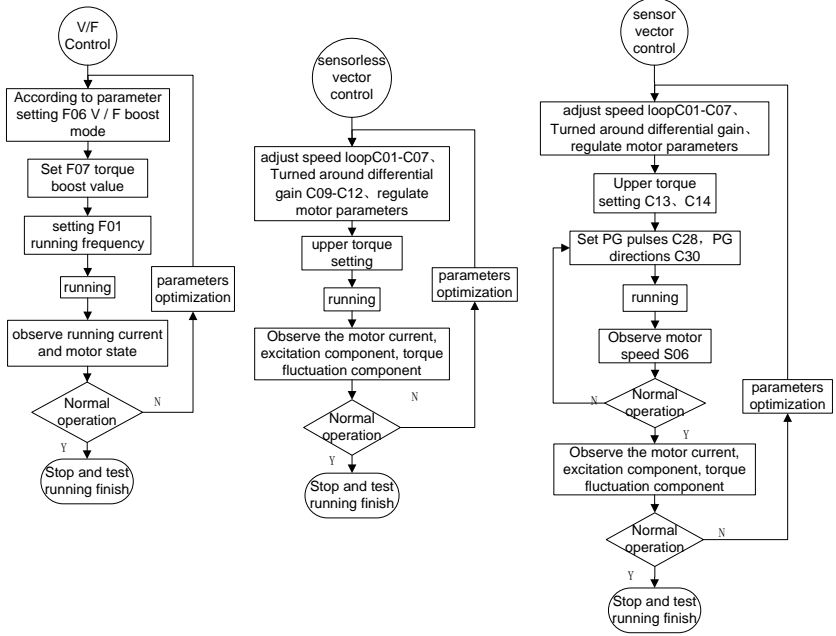 V/F
Control
According to parameter
setting F06 V / F boost
mode
Set F07 torque
boost value
setting F01
running frequency
running
parameters
optimization
observe running current
and motor state
Normal
operation
N
Y
Stop and test
running finish
sensorless
vector
control
adjust speed loopC01-C07、
Turned around differential
gain C09-C12、regulate
motor parameters
upper torque
setting
running
parameters
optimization
Observe the motor current,
excitation component, torque
fluctuation component
N
Normal
operation
Y
Stop and test
running finish
sensor
vector
control
adjust speed loopC01-C07、
Turned around differential gain、
regulate motor parameters
Upper torque
setting C13、C14
Set PG pulses C28，PG
directions C30
running
Observe motor
speed S06
Normal
operation
N
Y
parameters
optimization
Observe the motor current,
excitation component, torque
fluctuation component
Normal
operation
N
Y
Stop and test
running finish